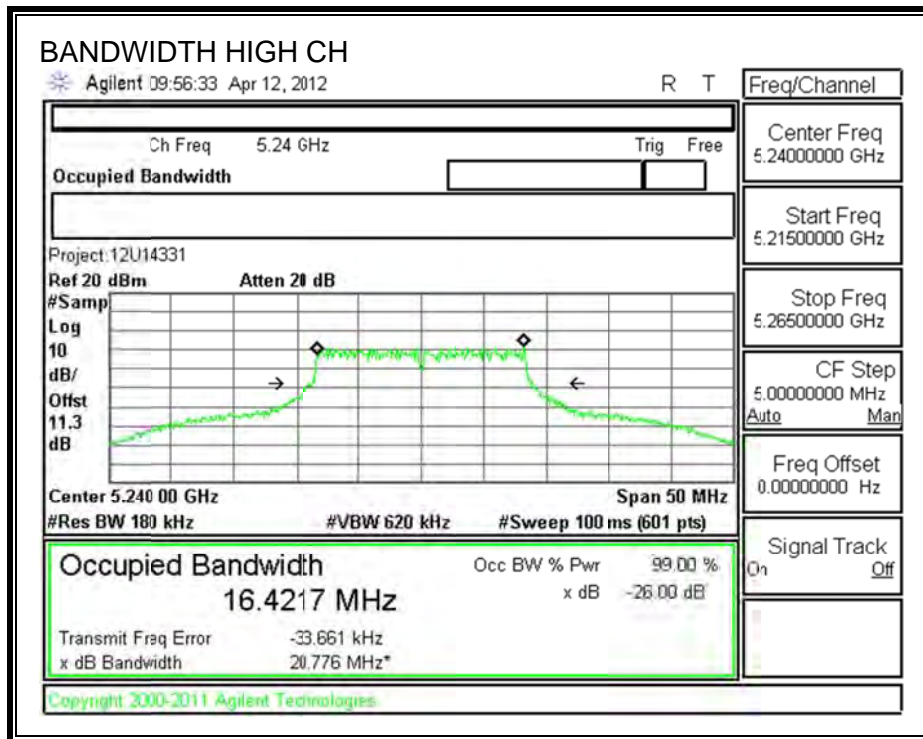 BANDWIDTH HIGH CH
Agilent 09:56:33 Apr 12, 2012 R T
Freq/Channel
Ch Freq 5.24 GHz Trig Free
Occupied Bandwidth
Center Freq
5.24000000 GHz
Start Freq
5.21500000 GHz
Stop Freq
5.26500000 GHz
CF Step
5.00000000 MHz
Auto Man
Freq Offset
0.00000000 Hz
Signal Track
On Off
Project:12U14331
Ref 20 dBm Atten 20 dB
#Samp
Log
10
dB/
Offst
11.3
dB
Center 5.240 00 GHz Span 50 MHz
#Res BW 180 kHz #VBW 620 kHz #Sweep 100 ms (601 pts)
Occupied Bandwidth
16.4217 MHz
Occ BW % Pwr 99.00 %
x dB -26.00 dB
Transmit Freq Error -33.661 kHz
x dB Bandwidth 20.776 MHz*
Copyright 2000-2011 Agilent Technologies